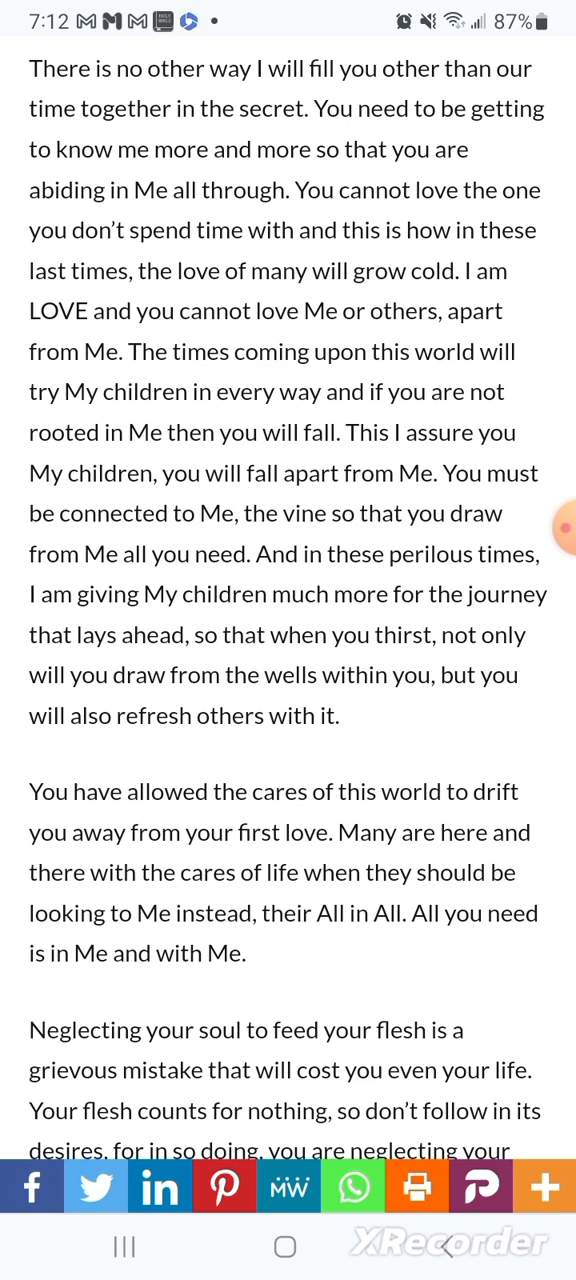 7:12
87%
There is no other way I will fill you other than our
time together in the secret. You need to be getting
to know me more and more so that you are
abiding in Me all through. You cannot love the one
you don’t spend time with and this is how in these
last times, the love of many will grow cold. I am
LOVE and you cannot love Me or others, apart
from Me. The times coming upon this world will
try My children in every way and if you are not
rooted in Me then you will fall. This I assure you
My children, you will fall apart from Me. You must
be connected to Me, the vine so that you draw
from Me all you need. And in these perilous times,
I am giving My children much more for the journey
that lays ahead, so that when you thirst, not only
will you draw from the wells within you, but you
will also refresh others with it.
You have allowed the cares of this world to drift
you away from your first love. Many are here and
there with the cares of life when they should be
looking to Me instead, their All in All. All you need
is in Me and with Me.
Neglecting your soul to feed your flesh is a
grievous mistake that will cost you even your life.
Your flesh counts for nothing, so don’t follow in its
desires, for in so doing, you are neglecting your
MW
XRecorder